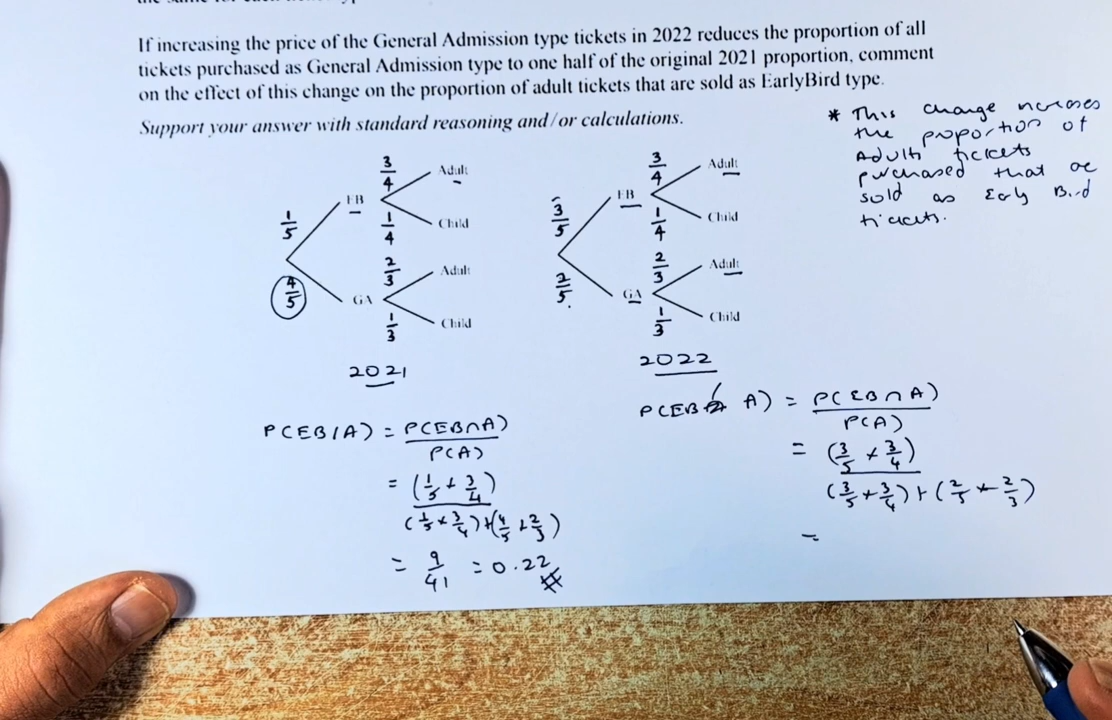 If increasing the price of the General Admission type tickets in 2022 reduces the proportion of all
tickets purchased as General Admission type to one half of the original 2021 proportion, comment
on the effect of this change on the proportion of adult tickets that are sold as EarlyBird type.
Support your answer with standard reasoning and/or calculations.
* This change increases
the proportion of
Adults tickets
purchased that are
sold as Early Bird
tickets.
1/5
4/5
EB
GA
3/4
1/4
2/3
1/3
Adult
Child
Adult
Child
2021
3/5
2/5
EB
GA
3/4
1/4
2/3
1/3
Adult
Child
Adult
Child
2022
P(EB/A) = P(EB∩A)
P(A)
= (1/5 × 3/4)
(1/5 × 3/4) + (4/5 × 2/3)
= 9/41 = 0.22
P(EB/ A) = P(EB∩A)
P(A)
= (3/5 × 3/4)
(3/5 × 3/4) + (2/5 × 2/3)
=